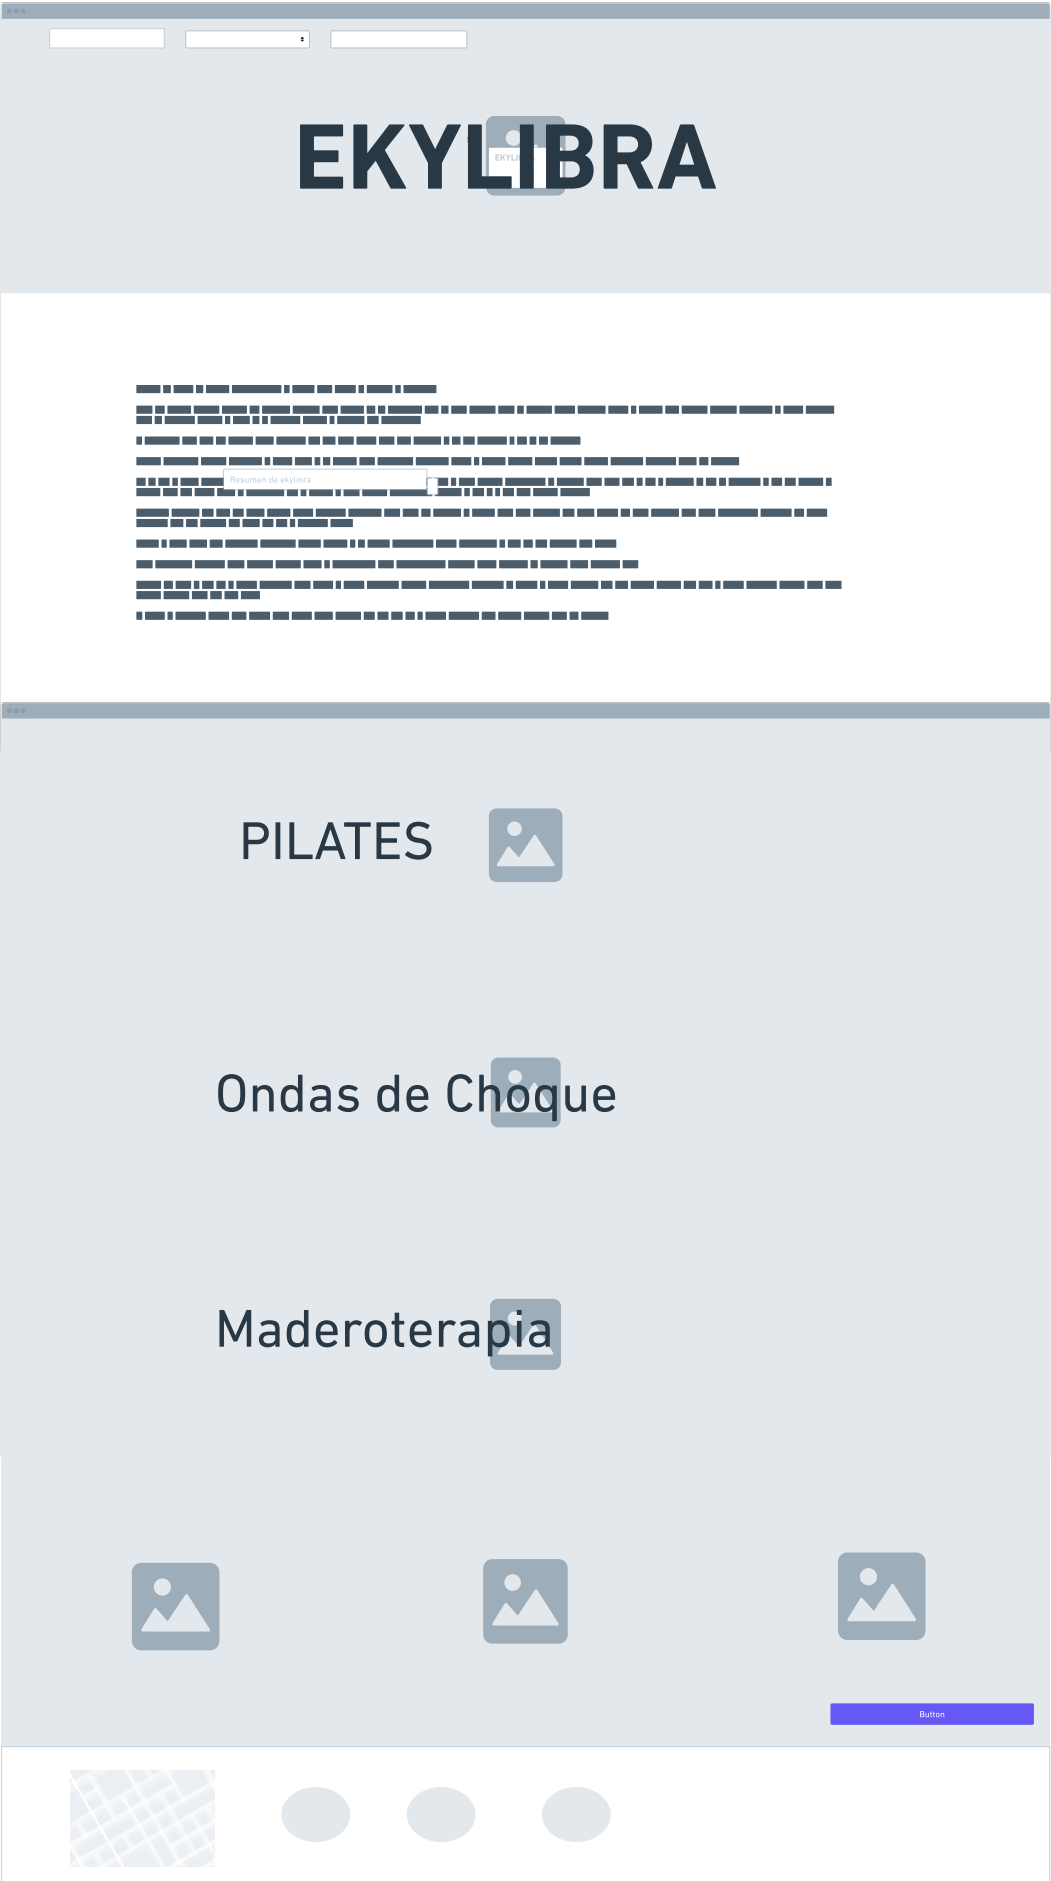 EKYLIBRA
Resumen de ekylinra
PILATES
Ondas de Choque
Maderoterapia
Button